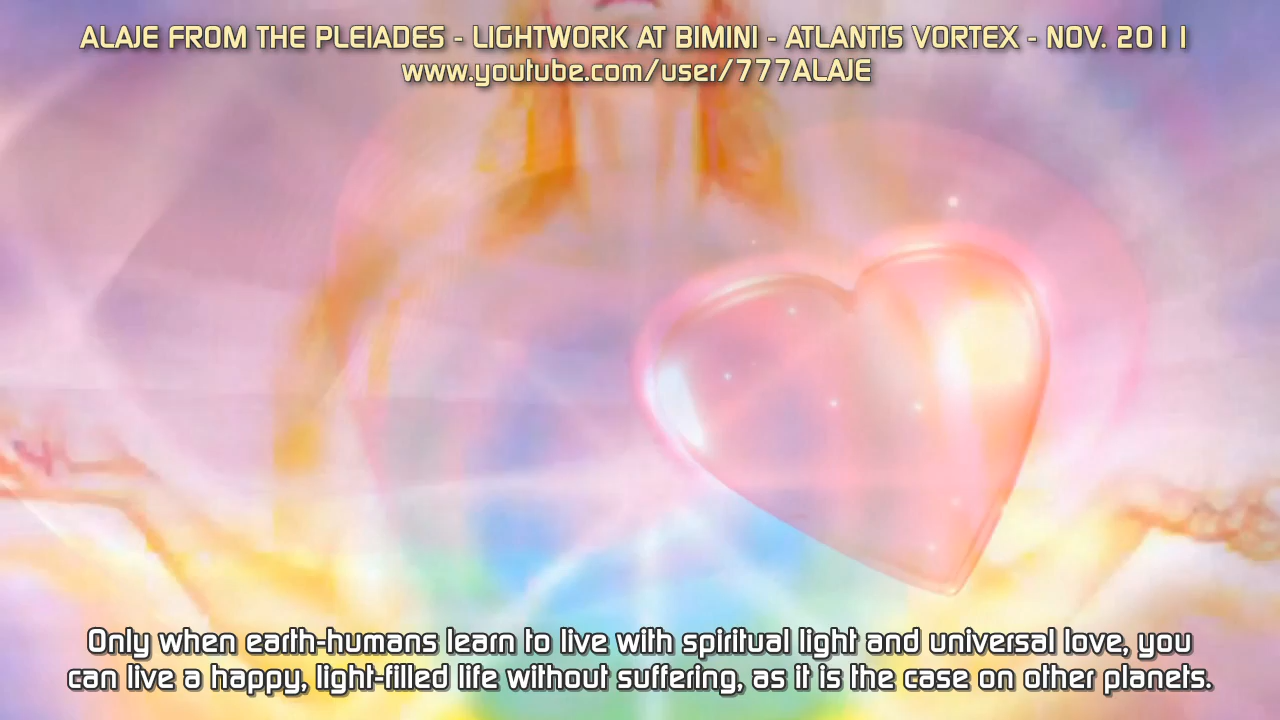 ALAJE FROM THE PLEIADES - LIGHTWORK AT BIMINI - ATLANTIS VORTEX - NOV. 2011
www.youtube.com/user/777ALAJE
Only when earth-humans learn to live with spiritual light and universal love, you
can live a happy, light-filled life without suffering, as it is the case on other planets.